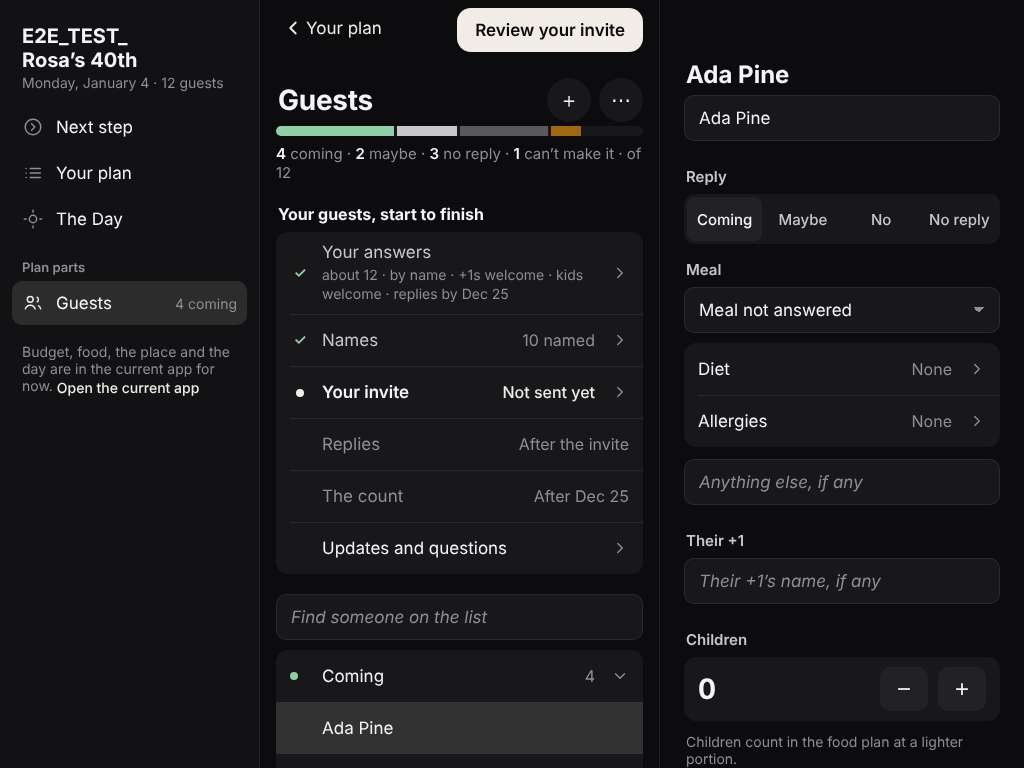 E2E_TEST_
Rosa’s 40th
Monday, January 4 · 12 guests
Next step
Your plan
The Day
Plan parts
Guests 4 coming
Budget, food, the place and the
day are in the current app for
now. Open the current app
Your plan
Review your invite
Guests
4 coming · 2 maybe · 3 no reply · 1 can’t make it · of
12
Your guests, start to finish
Your answers
about 12 · by name · +1s welcome · kids
welcome · replies by Dec 25
Names 10 named
Your invite Not sent yet
Replies After the invite
The count After Dec 25
Updates and questions
Find someone on the list
Coming 4
Ada Pine
Ada Pine
Ada Pine
Reply
Coming Maybe No No reply
Meal
Meal not answered
Diet None
Allergies None
Anything else, if any
Their +1
Their +1’s name, if any
Children
0
Children count in the food plan at a lighter
portion.